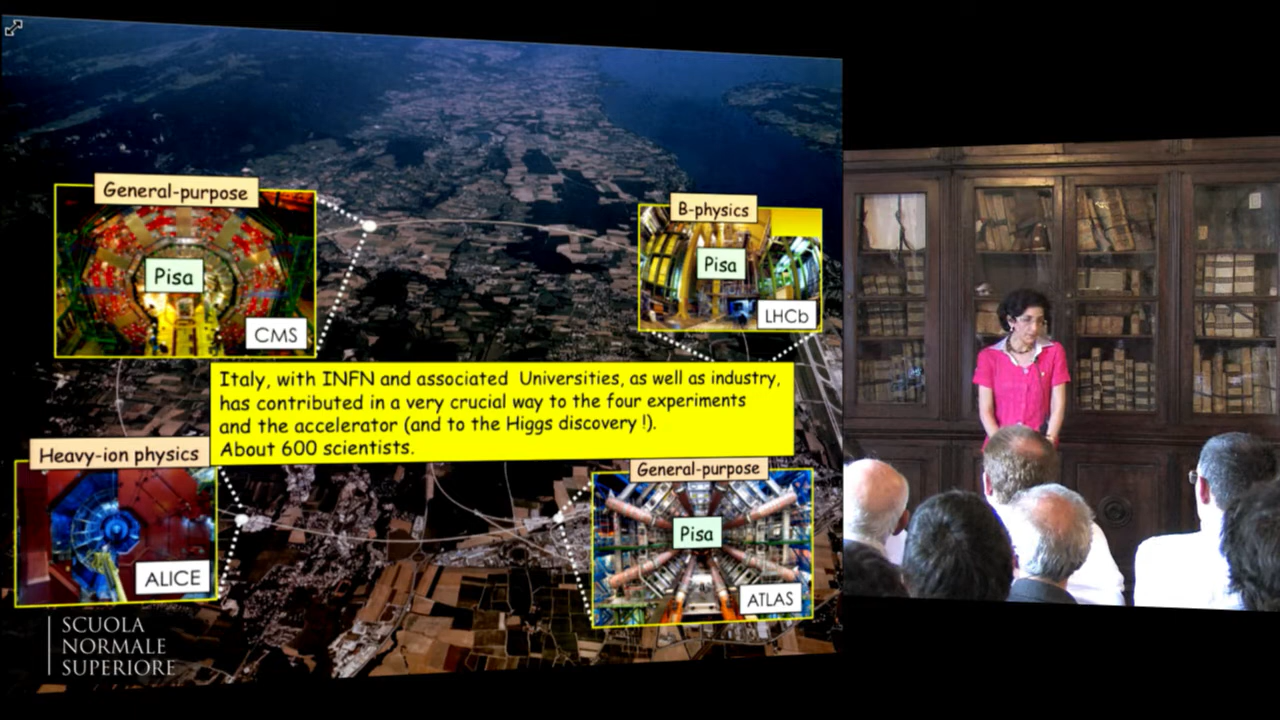 General-purpose
Pisa
CMS
B-physics
Pisa
LHCb
Italy, with INFN and associated Universities, as well as industry,
has contributed in a very crucial way to the four experiments
and the accelerator (and to the Higgs discovery !).
About 600 scientists.
Heavy-ion physics
ALICE
General-purpose
Pisa
ATLAS
SCUOLA
NORMALE
SUPERIORE